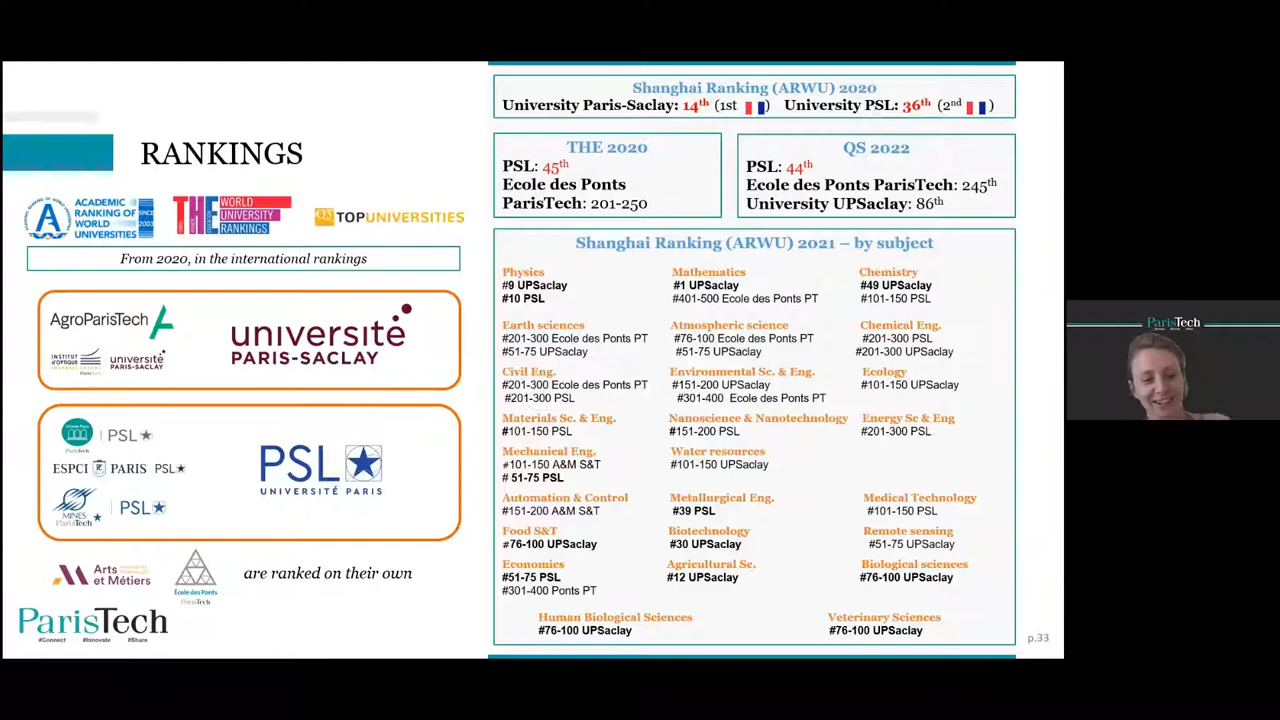 RANKINGS
ACADEMIC
RANKING OF
WORLD
UNIVERSITIES
SINCE
2003
THE
WORLD
UNIVERSITY
RANKINGS
QS TOPUNIVERSITIES
From 2020, in the international rankings
AgroParisTech
INSTITUT
d'OPTIQUE
ParisTech
université
PARIS-SACLAY
université
PARIS-SACLAY
ParisTech
PSL
ESPCI PARIS PSL
MINES
ParisTech
PSL
PSL
UNIVERSITÉ PARIS
Arts
et Métiers
École des Ponts
ParisTech
are ranked on their own
ParisTech
#Connect #Innovate #Share
Shanghai Ranking (ARWU) 2020
University Paris-Saclay: 14th (1st ) University PSL: 36th (2nd )
THE 2020
PSL: 45th
Ecole des Ponts
ParisTech: 201-250
QS 2022
PSL: 44th
Ecole des Ponts ParisTech: 245th
University UPSaclay: 86th
Shanghai Ranking (ARWU) 2021 – by subject
Physics
#9 UPSaclay
#10 PSL
Mathematics
#1 UPSaclay
#401-500 Ecole des Ponts PT
Chemistry
#49 UPSaclay
#101-150 PSL
Earth sciences
#201-300 Ecole des Ponts PT
#51-75 UPSaclay
Atmospheric science
#76-100 Ecole des Ponts PT
#51-75 UPSaclay
Chemical Eng.
#201-300 PSL
#201-300 UPSaclay
Civil Eng.
#201-300 Ecole des Ponts PT
#201-300 PSL
Environmental Sc. & Eng.
#151-200 UPSaclay
#301-400 Ecole des Ponts PT
Ecology
#101-150 UPSaclay
Materials Sc. & Eng.
#101-150 PSL
Nanoscience & Nanotechnology
#151-200 PSL
Energy Sc & Eng
#201-300 PSL
Mechanical Eng.
#101-150 A&M S&T
# 51-75 PSL
Water resources
#101-150 UPSaclay
Automation & Control
#151-200 A&M S&T
Metallurgical Eng.
#39 PSL
Medical Technology
#101-150 PSL
Food S&T
#76-100 UPSaclay
Biotechnology
#30 UPSaclay
Remote sensing
#51-75 UPSaclay
Economics
#51-75 PSL
#301-400 Ponts PT
Agricultural Sc.
#12 UPSaclay
Biological sciences
#76-100 UPSaclay
Human Biological Sciences
#76-100 UPSaclay
Veterinary Sciences
#76-100 UPSaclay
p.33
ParisTech